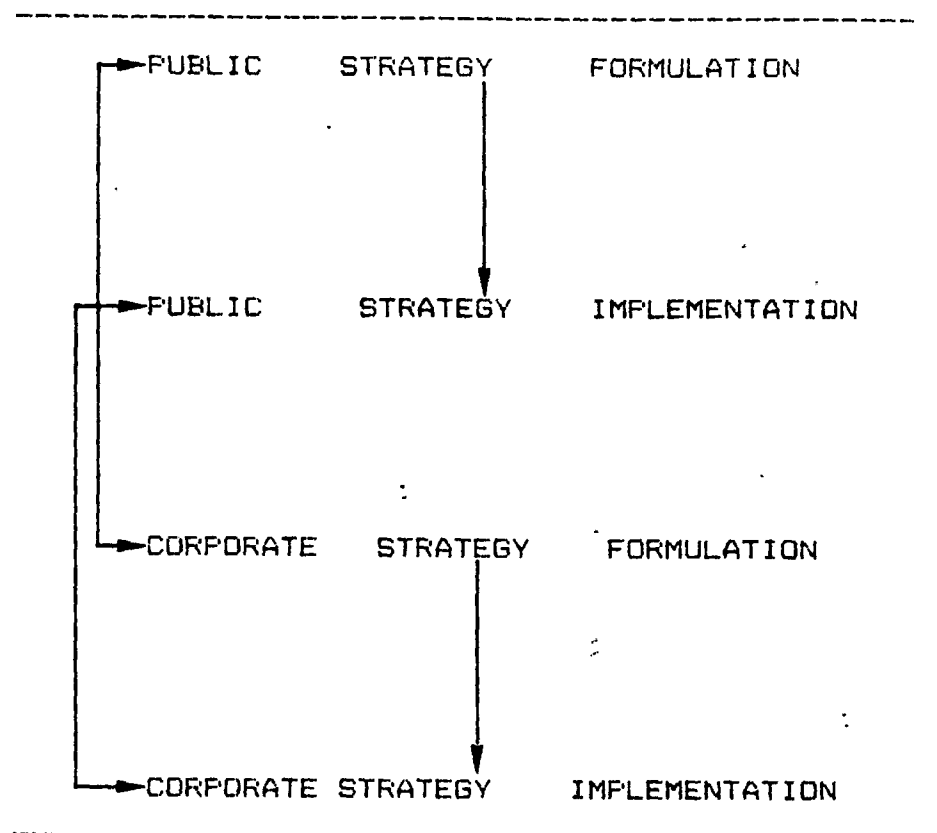 PUBLIC STRATEGY FORMULATION
PUBLIC STRATEGY IMPLEMENTATION
CORPORATE STRATEGY FORMULATION
CORPORATE STRATEGY IMPLEMENTATION